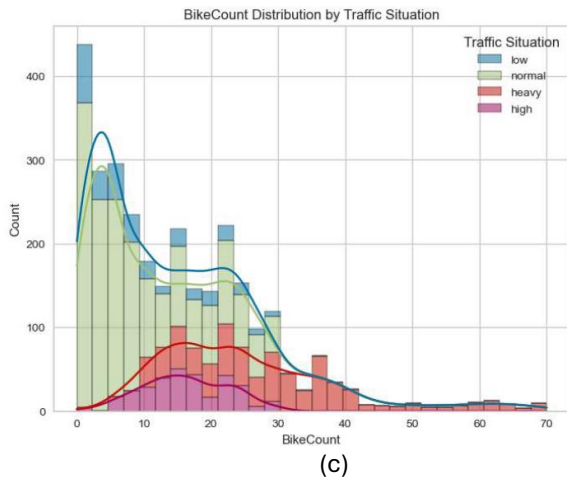 BikeCount Distribution by Traffic Situation
Traffic Situation
low
normal
heavy
high
400
300
200
100
0
Count
0 10 20 30 40 50 60 70
BikeCount
(c)